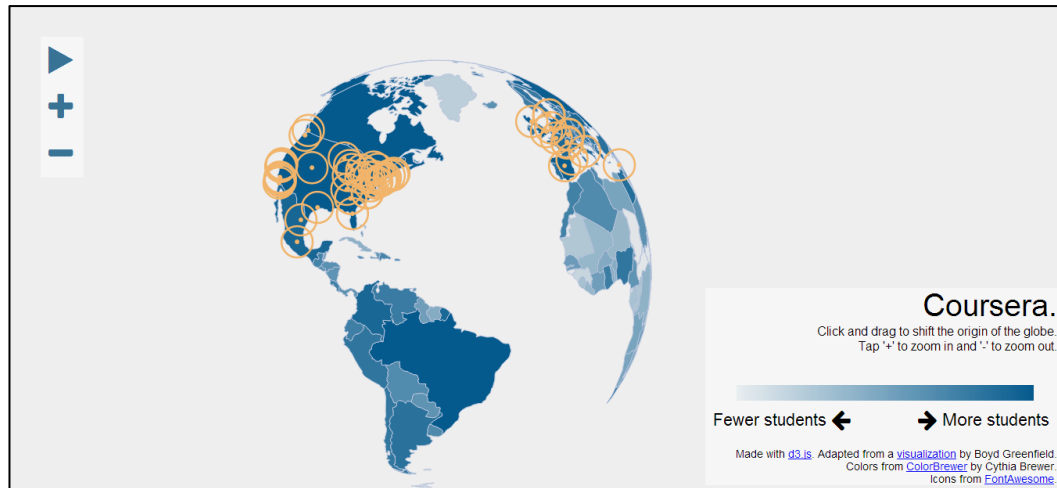 Coursera.
Click and drag to shift the origin of the globe.
Tap '+' to zoom in and '-' to zoom out.
Fewer students
More students
Made with d3.js. Adapted from a visualization by Boyd Greenfield.
Colors from ColorBrewer by Cythia Brewer.
Icons from FontAwesome.